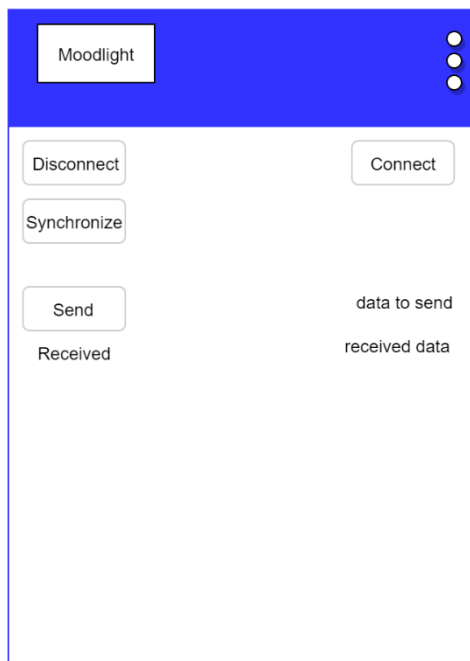 Moodlight
Disconnect
Connect
Synchronize
Send
data to send
Received
received data